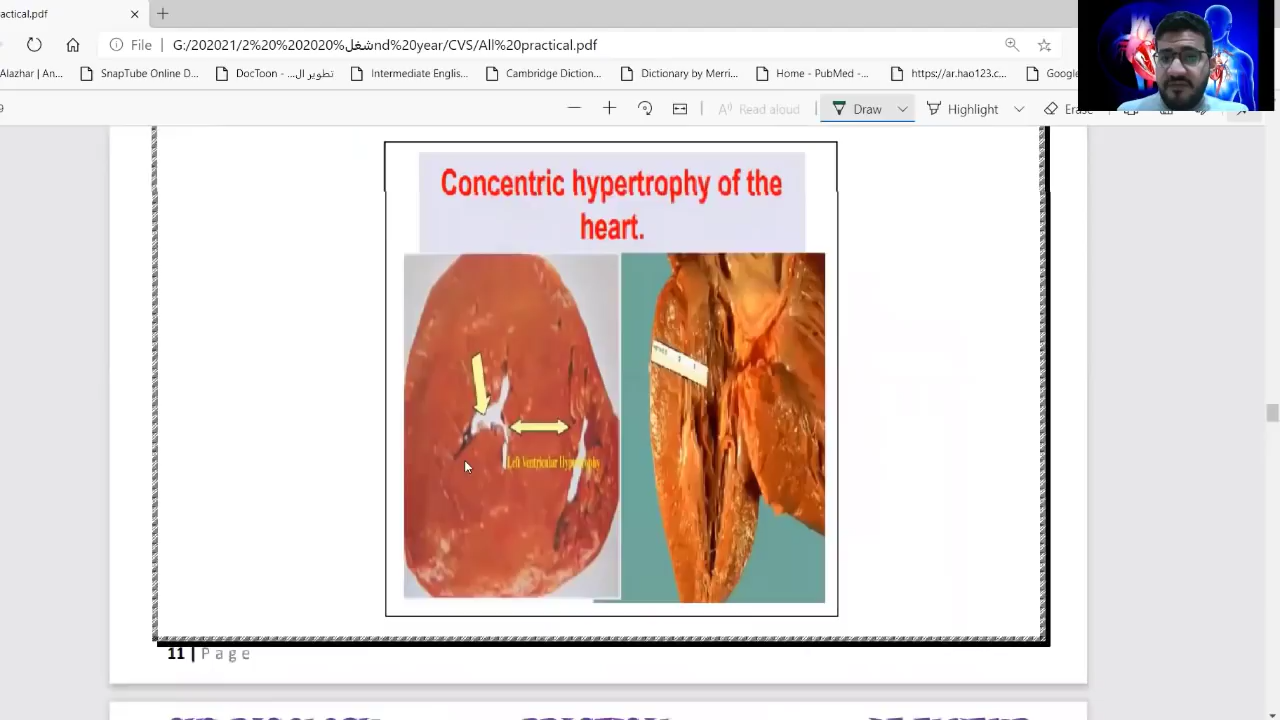 actical.pdf
File | G:/202021/2%20%202020%شغل20nd%20year/CVS/All%20practical.pdf
Alazhar | An...
SnapTube Online D...
DocToon - تطوير ال...
Intermediate Englis...
Cambridge Diction...
Dictionary by Merri...
Home - PubMed -...
https://ar.hao123.c...
Google
9
Read aloud
Draw
Highlight
Erase
Concentric hypertrophy of the
heart.
Left Ventricular Hypertrophy
11 | Page